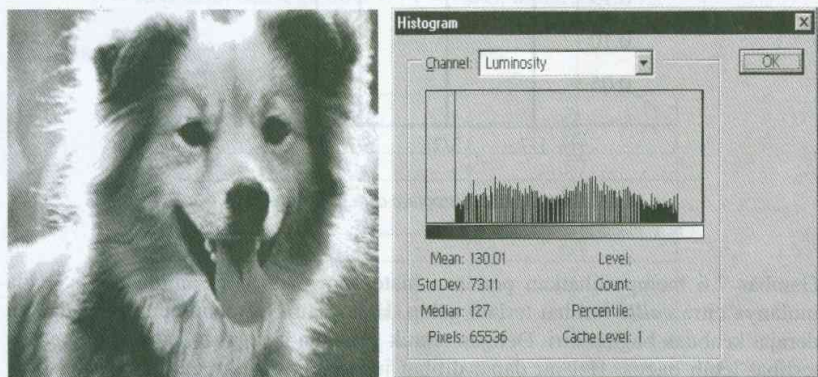 Histogram
Channel: Luminosity
OK
Mean: 130.01 Level:
Std Dev: 73.11 Count:
Median: 127 Percentile:
Pixels: 65536 Cache Level: 1